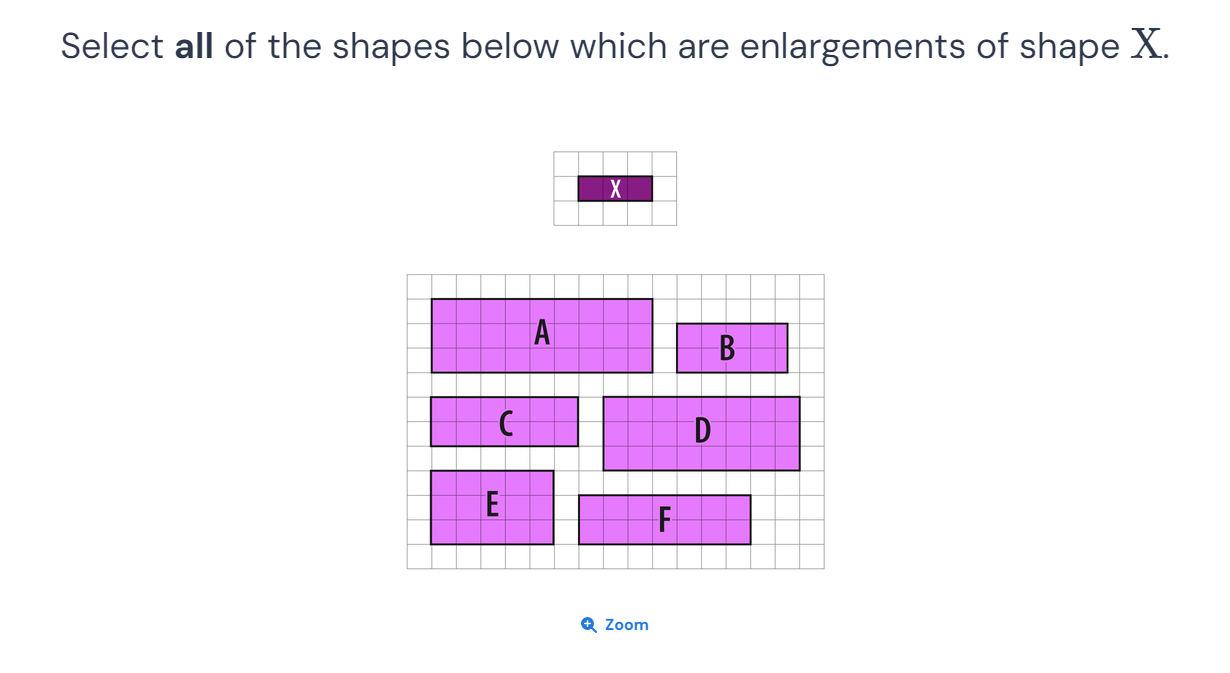 Select all of the shapes below which are enlargements of shape X.
X
A
B
C
D
E
F
Zoom